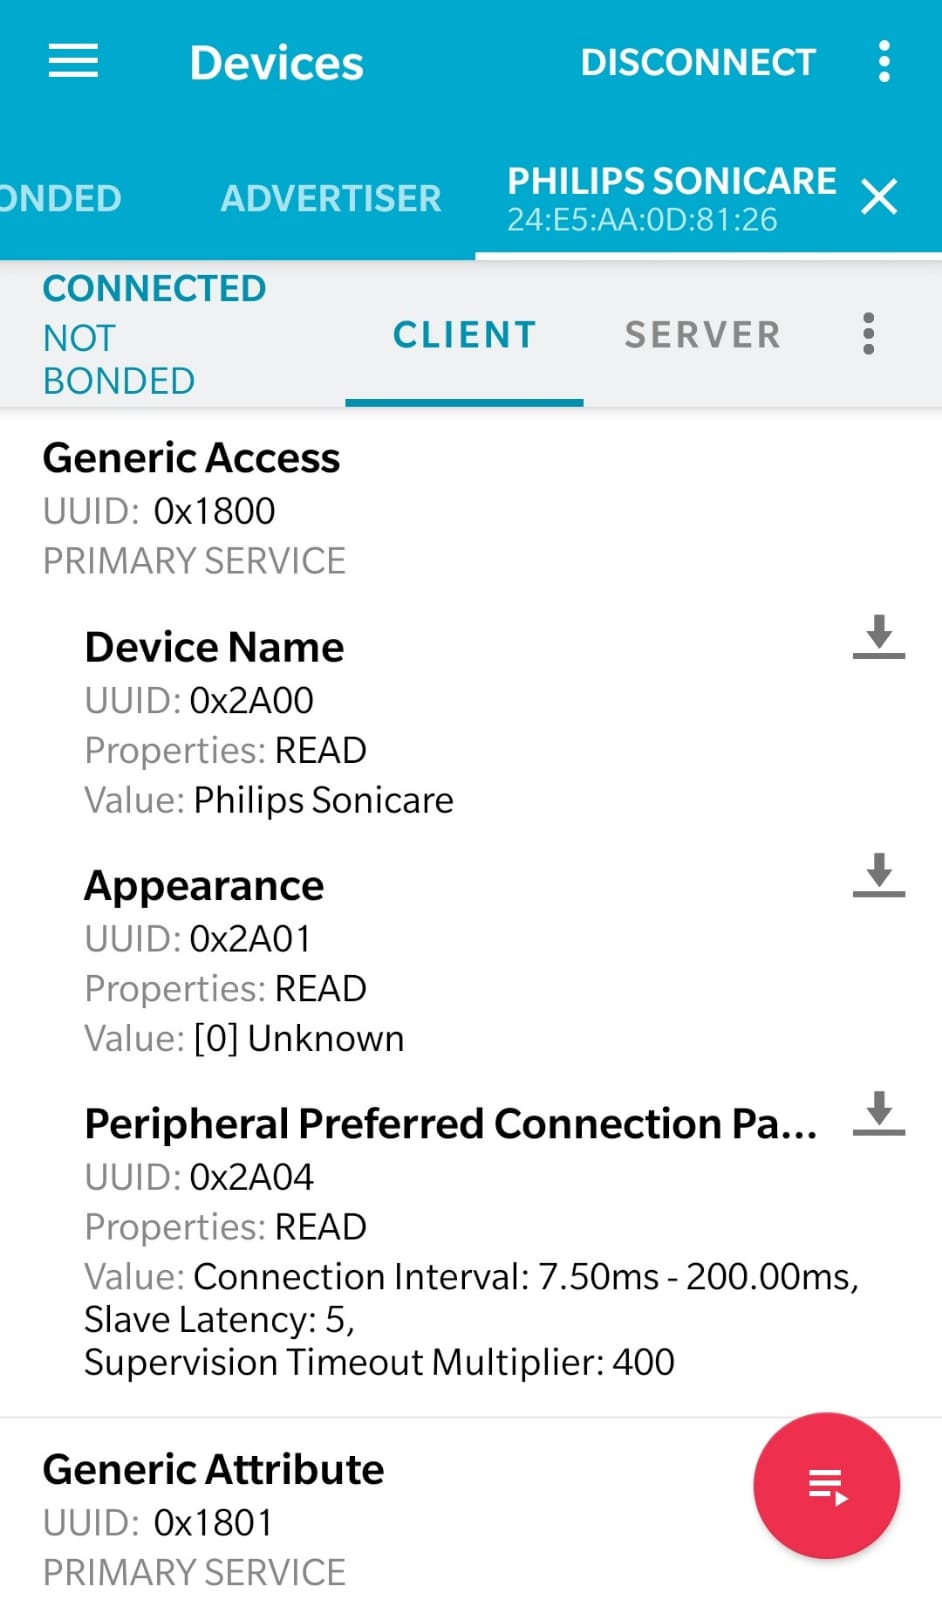 Devices DISCONNECT
ONDED ADVERTISER PHILIPS SONICARE
24:E5:AA:0D:81:26
CONNECTED
NOT
BONDED
CLIENT SERVER
Generic Access
UUID: 0x1800
PRIMARY SERVICE
Device Name
UUID: 0x2A00
Properties: READ
Value: Philips Sonicare
Appearance
UUID: 0x2A01
Properties: READ
Value: [0] Unknown
Peripheral Preferred Connection Pa...
UUID: 0x2A04
Properties: READ
Value: Connection Interval: 7.50ms - 200.00ms,
Slave Latency: 5,
Supervision Timeout Multiplier: 400
Generic Attribute
UUID: 0x1801
PRIMARY SERVICE